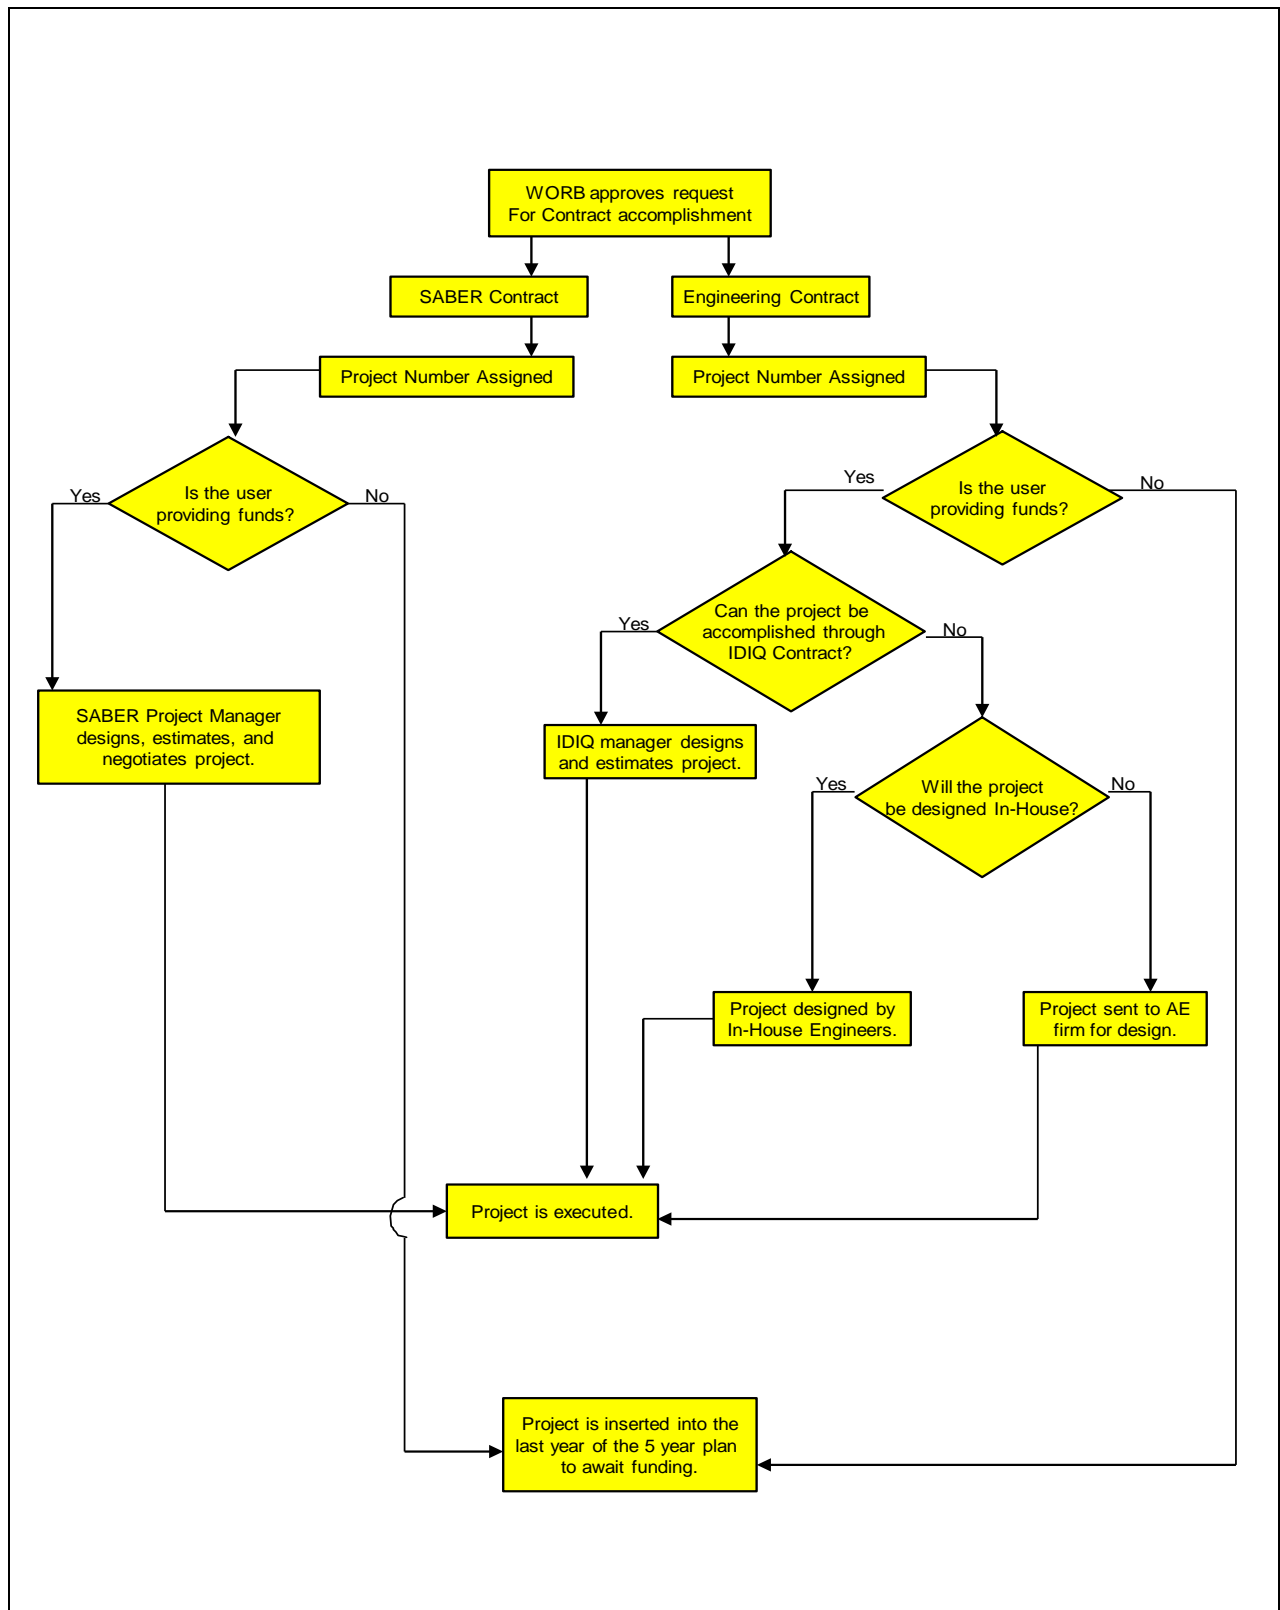 WORB approves request
For Contract accomplishment
SABER Contract
Engineering Contract
Project Number Assigned
Project Number Assigned
Is the user
providing funds?
Yes
No
Is the user
providing funds?
Yes
No
Can the project be
accomplished through
IDIQ Contract?
Yes
No
SABER Project Manager
designs, estimates, and
negotiates project.
IDIQ manager designs
and estimates project.
Will the project
be designed In-House?
Yes
No
Project designed by
In-House Engineers.
Project sent to AE
firm for design.
Project is executed.
Project is inserted into the
last year of the 5 year plan
to await funding.